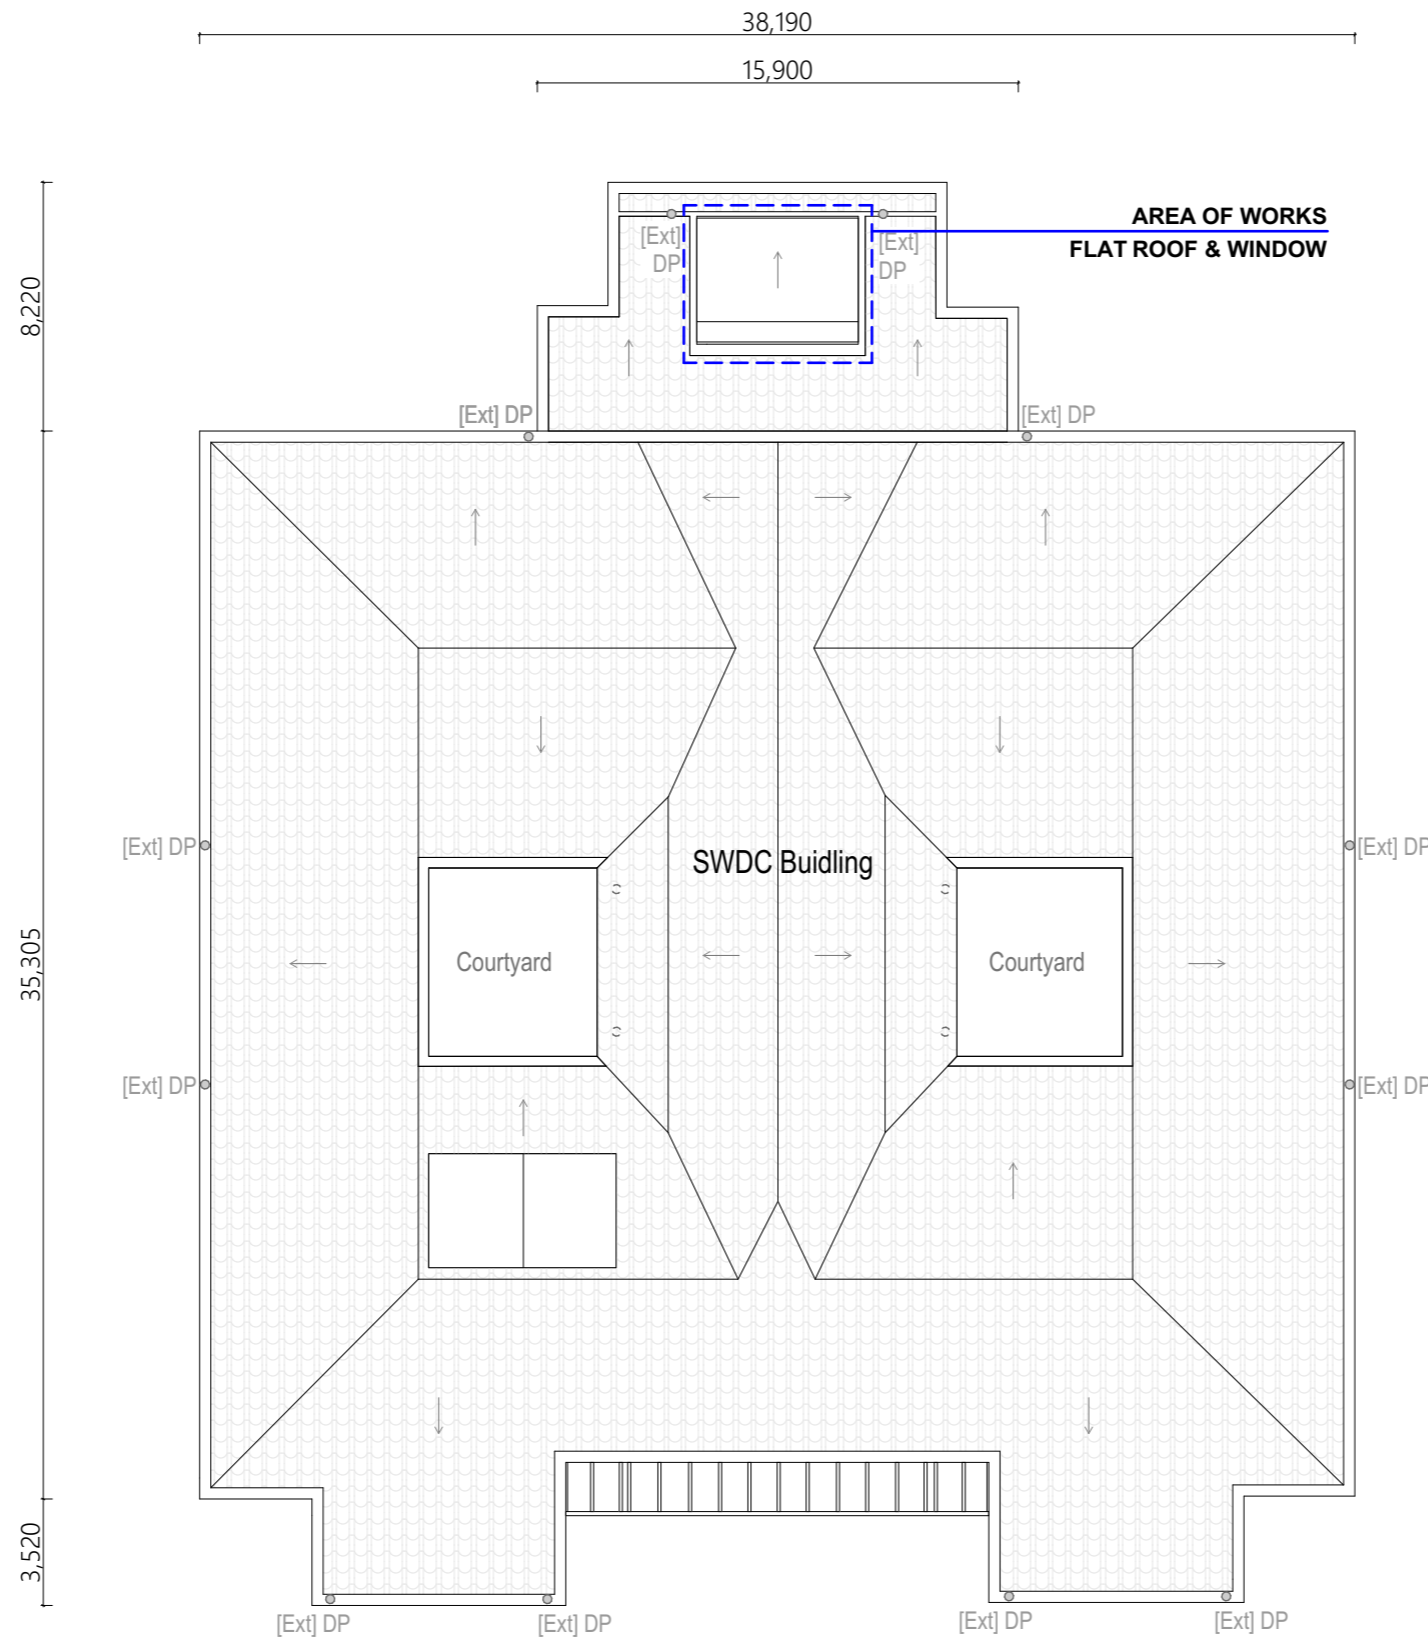 38,190
15,900
8,220
AREA OF WORKS
FLAT ROOF & WINDOW
[Ext]
DP
[Ext]
DP
[Ext] DP
[Ext] DP
[Ext] DP
[Ext] DP
SWDC Buidling
35,305
Courtyard
Courtyard
[Ext] DP
[Ext] DP
3,520
[Ext] DP
[Ext] DP
[Ext] DP
[Ext] DP